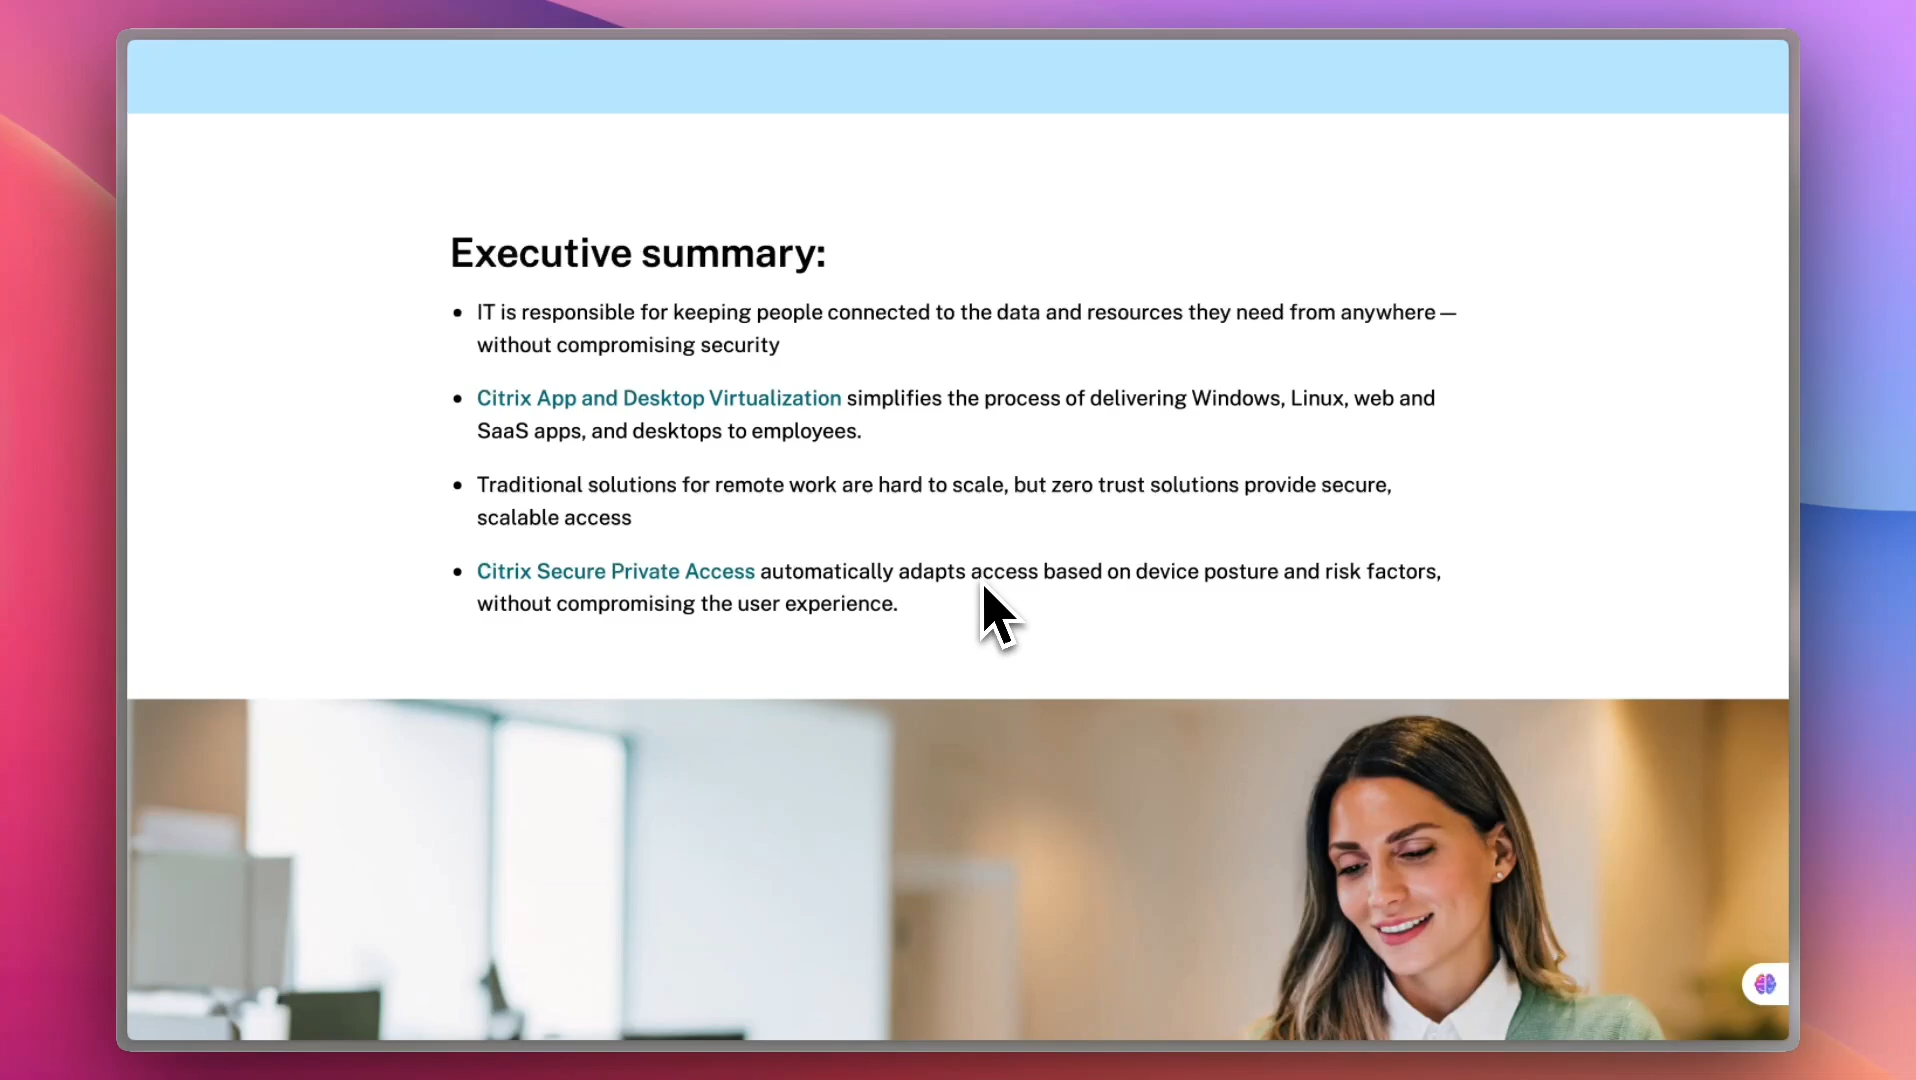 Executive summary:
• IT is responsible for keeping people connected to the data and resources they need from anywhere—
without compromising security
• Citrix App and Desktop Virtualization simplifies the process of delivering Windows, Linux, web and
SaaS apps, and desktops to employees.
• Traditional solutions for remote work are hard to scale, but zero trust solutions provide secure,
scalable access
• Citrix Secure Private Access automatically adapts access based on device posture and risk factors,
without compromising the user experience.